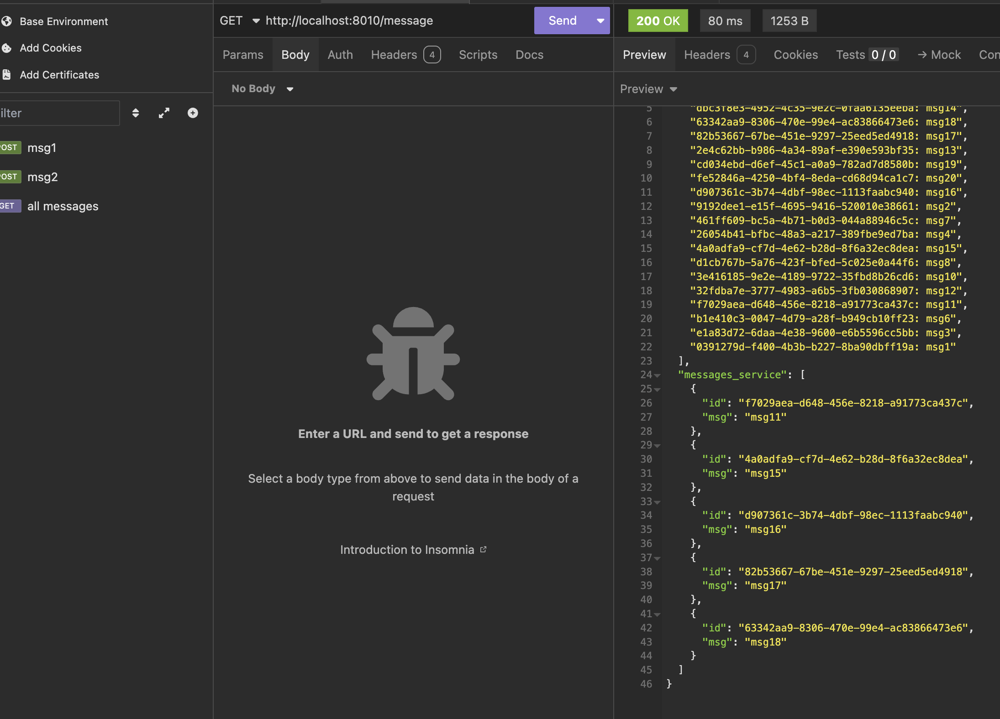 Base Environment
Add Cookies
Add Certificates
ilter
POST msg1
POST msg2
GET all messages
GET http://localhost:8010/message Send
Params Body Auth Headers 4 Scripts Docs
No Body
Enter a URL and send to get a response
Select a body type from above to send data in the body of a
request
Introduction to Insomnia
200 OK 80 ms 1253 B
Preview Headers 4 Cookies Tests 0 / 0 → Mock Con
Preview
5 "dbc3f8e3-4952-4c35-9e2c-0faa6135eeba: msg14",
6 "63342aa9-8306-470e-99e4-ac83866473e6: msg18",
7 "82b53667-67be-451e-9297-25eed5ed4918: msg17",
8 "2e4c62bb-b986-4a34-89af-e390e593bf35: msg13",
9 "cd034ebd-d6ef-45c1-a0a9-782ad7d8580b: msg19",
10 "fe52846a-4250-4bf4-8eda-cd68d94ca1c7: msg20",
11 "d907361c-3b74-4dbf-98ec-1113faabc940: msg16",
12 "9192dee1-e15f-4695-9416-520010e38661: msg2",
13 "461ff609-bc5a-4b71-b0d3-044a88946c5c: msg7",
14 "26054b41-bfbc-48a3-a217-389fbe9ed7ba: msg4",
15 "4a0adfa9-cf7d-4e62-b28d-8f6a32ec8dea: msg15",
16 "d1cb767b-5a76-423f-bfed-5c025e0a44f6: msg8",
17 "3e416185-9e2e-4189-9722-35fbd8b26cd6: msg10",
18 "32fdba7e-3777-4983-a6b5-3fb030868907: msg12",
19 "f7029aea-d648-456e-8218-a91773ca437c: msg11",
20 "b1e410c3-0047-4d79-a28f-b949cb10ff23: msg6",
21 "e1a83d72-6daa-4e38-9600-e6b5596cc5bb: msg3",
22 "0391279d-f400-4b3b-b227-8ba90dbff19a: msg1"
23 ],
24 "messages_service": [
25 {
26 "id": "f7029aea-d648-456e-8218-a91773ca437c",
27 "msg": "msg11"
28 },
29 {
30 "id": "4a0adfa9-cf7d-4e62-b28d-8f6a32ec8dea",
31 "msg": "msg15"
32 },
33 {
34 "id": "d907361c-3b74-4dbf-98ec-1113faabc940",
35 "msg": "msg16"
36 },
37 {
38 "id": "82b53667-67be-451e-9297-25eed5ed4918",
39 "msg": "msg17"
40 },
41 {
42 "id": "63342aa9-8306-470e-99e4-ac83866473e6",
43 "msg": "msg18"
44 }
45 ]
46 }